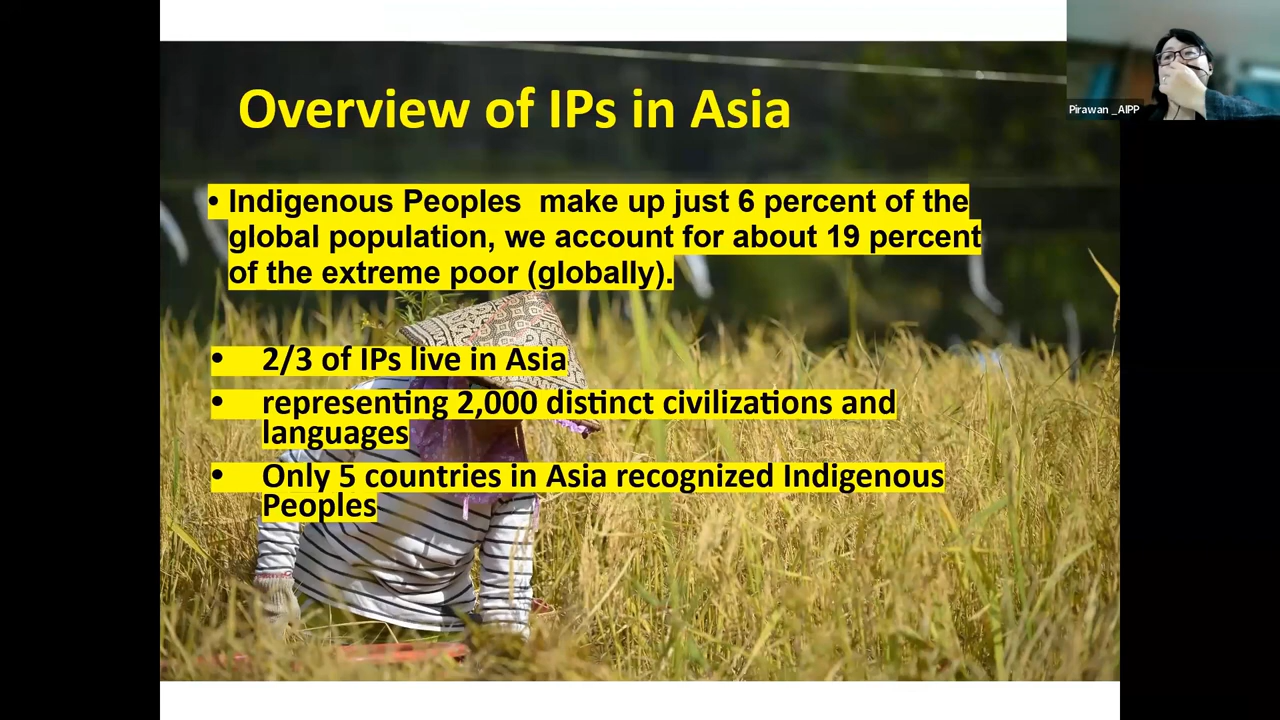 Overview of IPs in Asia
Pirawan _AIPP
• Indigenous Peoples make up just 6 percent of the
global population, we account for about 19 percent
of the extreme poor (globally).
• 2/3 of IPs live in Asia
• representing 2,000 distinct civilizations and
languages
• Only 5 countries in Asia recognized Indigenous
Peoples